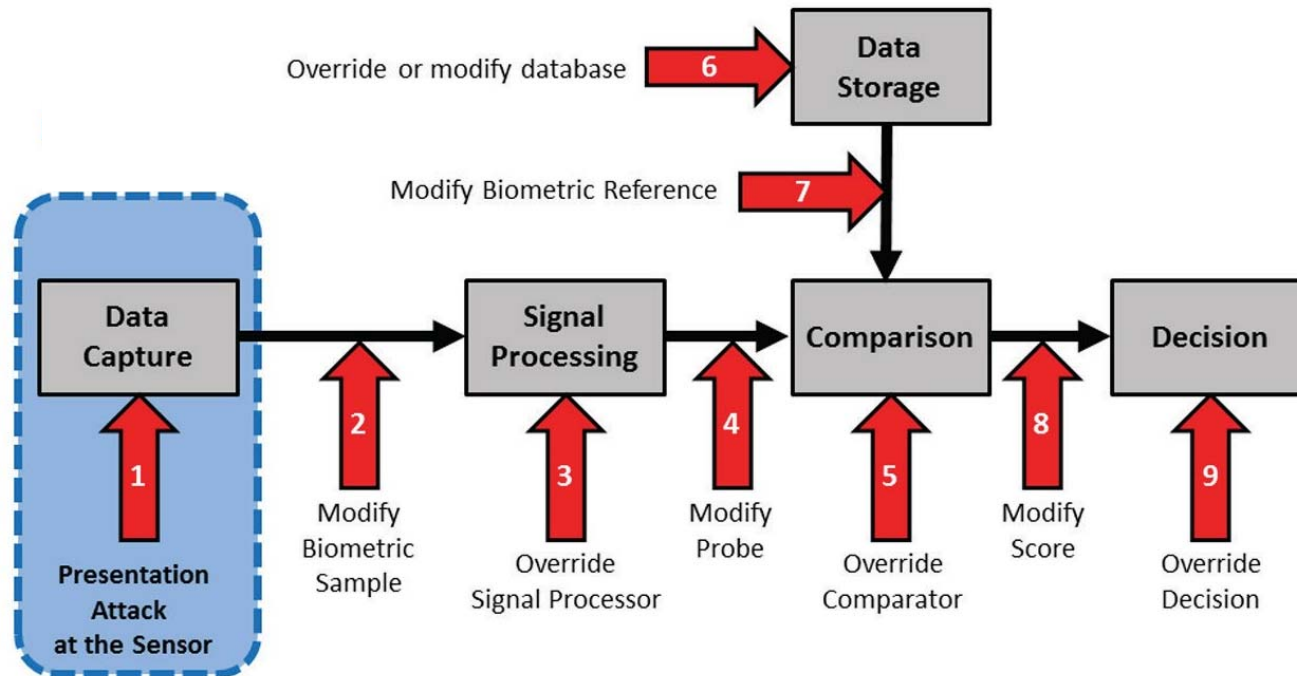 Override or modify database
6
Data
Storage
Modify Biometric Reference
7
Data
Capture
Signal
Processing
Comparison
Decision
1
2
3
4
5
8
9
Presentation
Attack
at the Sensor
Modify
Biometric
Sample
Override
Signal Processor
Modify
Probe
Override
Comparator
Modify
Score
Override
Decision